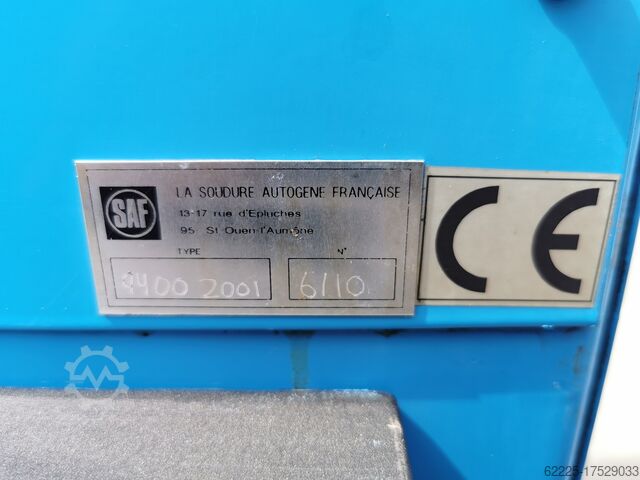 SAF
LA SOUDURE AUTOGENE FRANÇAISE
13-17 rue d'Epluches
95 St Ouen l'Aumône
TYPE N°
9400 2001 6110
CE
62225-17529033